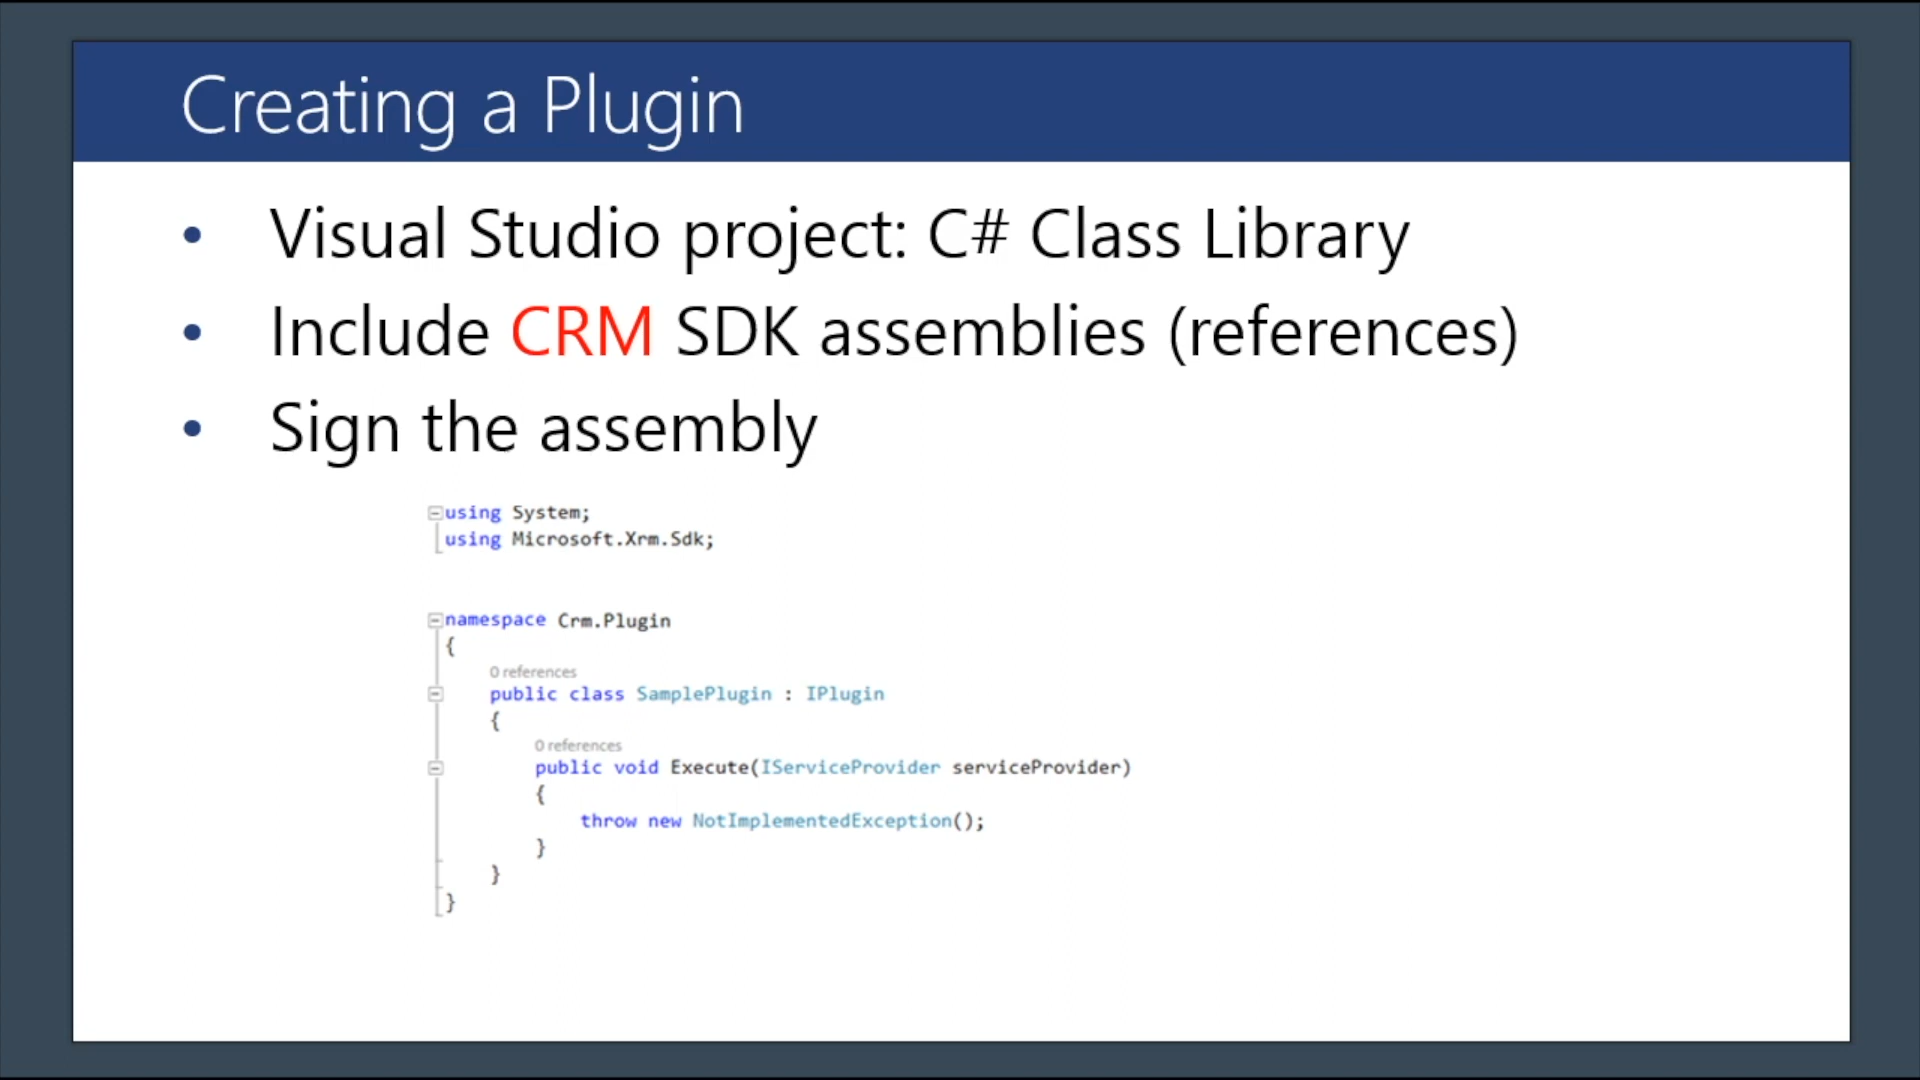 Creating a Plugin
• Visual Studio project: C# Class Library
• Include CRM SDK assemblies (references)
• Sign the assembly
using System;
using Microsoft.Xrm.Sdk;
namespace Crm.Plugin
{
0 references
public class SamplePlugin : IPlugin
{
0 references
public void Execute(IServiceProvider serviceProvider)
{
throw new NotImplementedException();
}
}
}